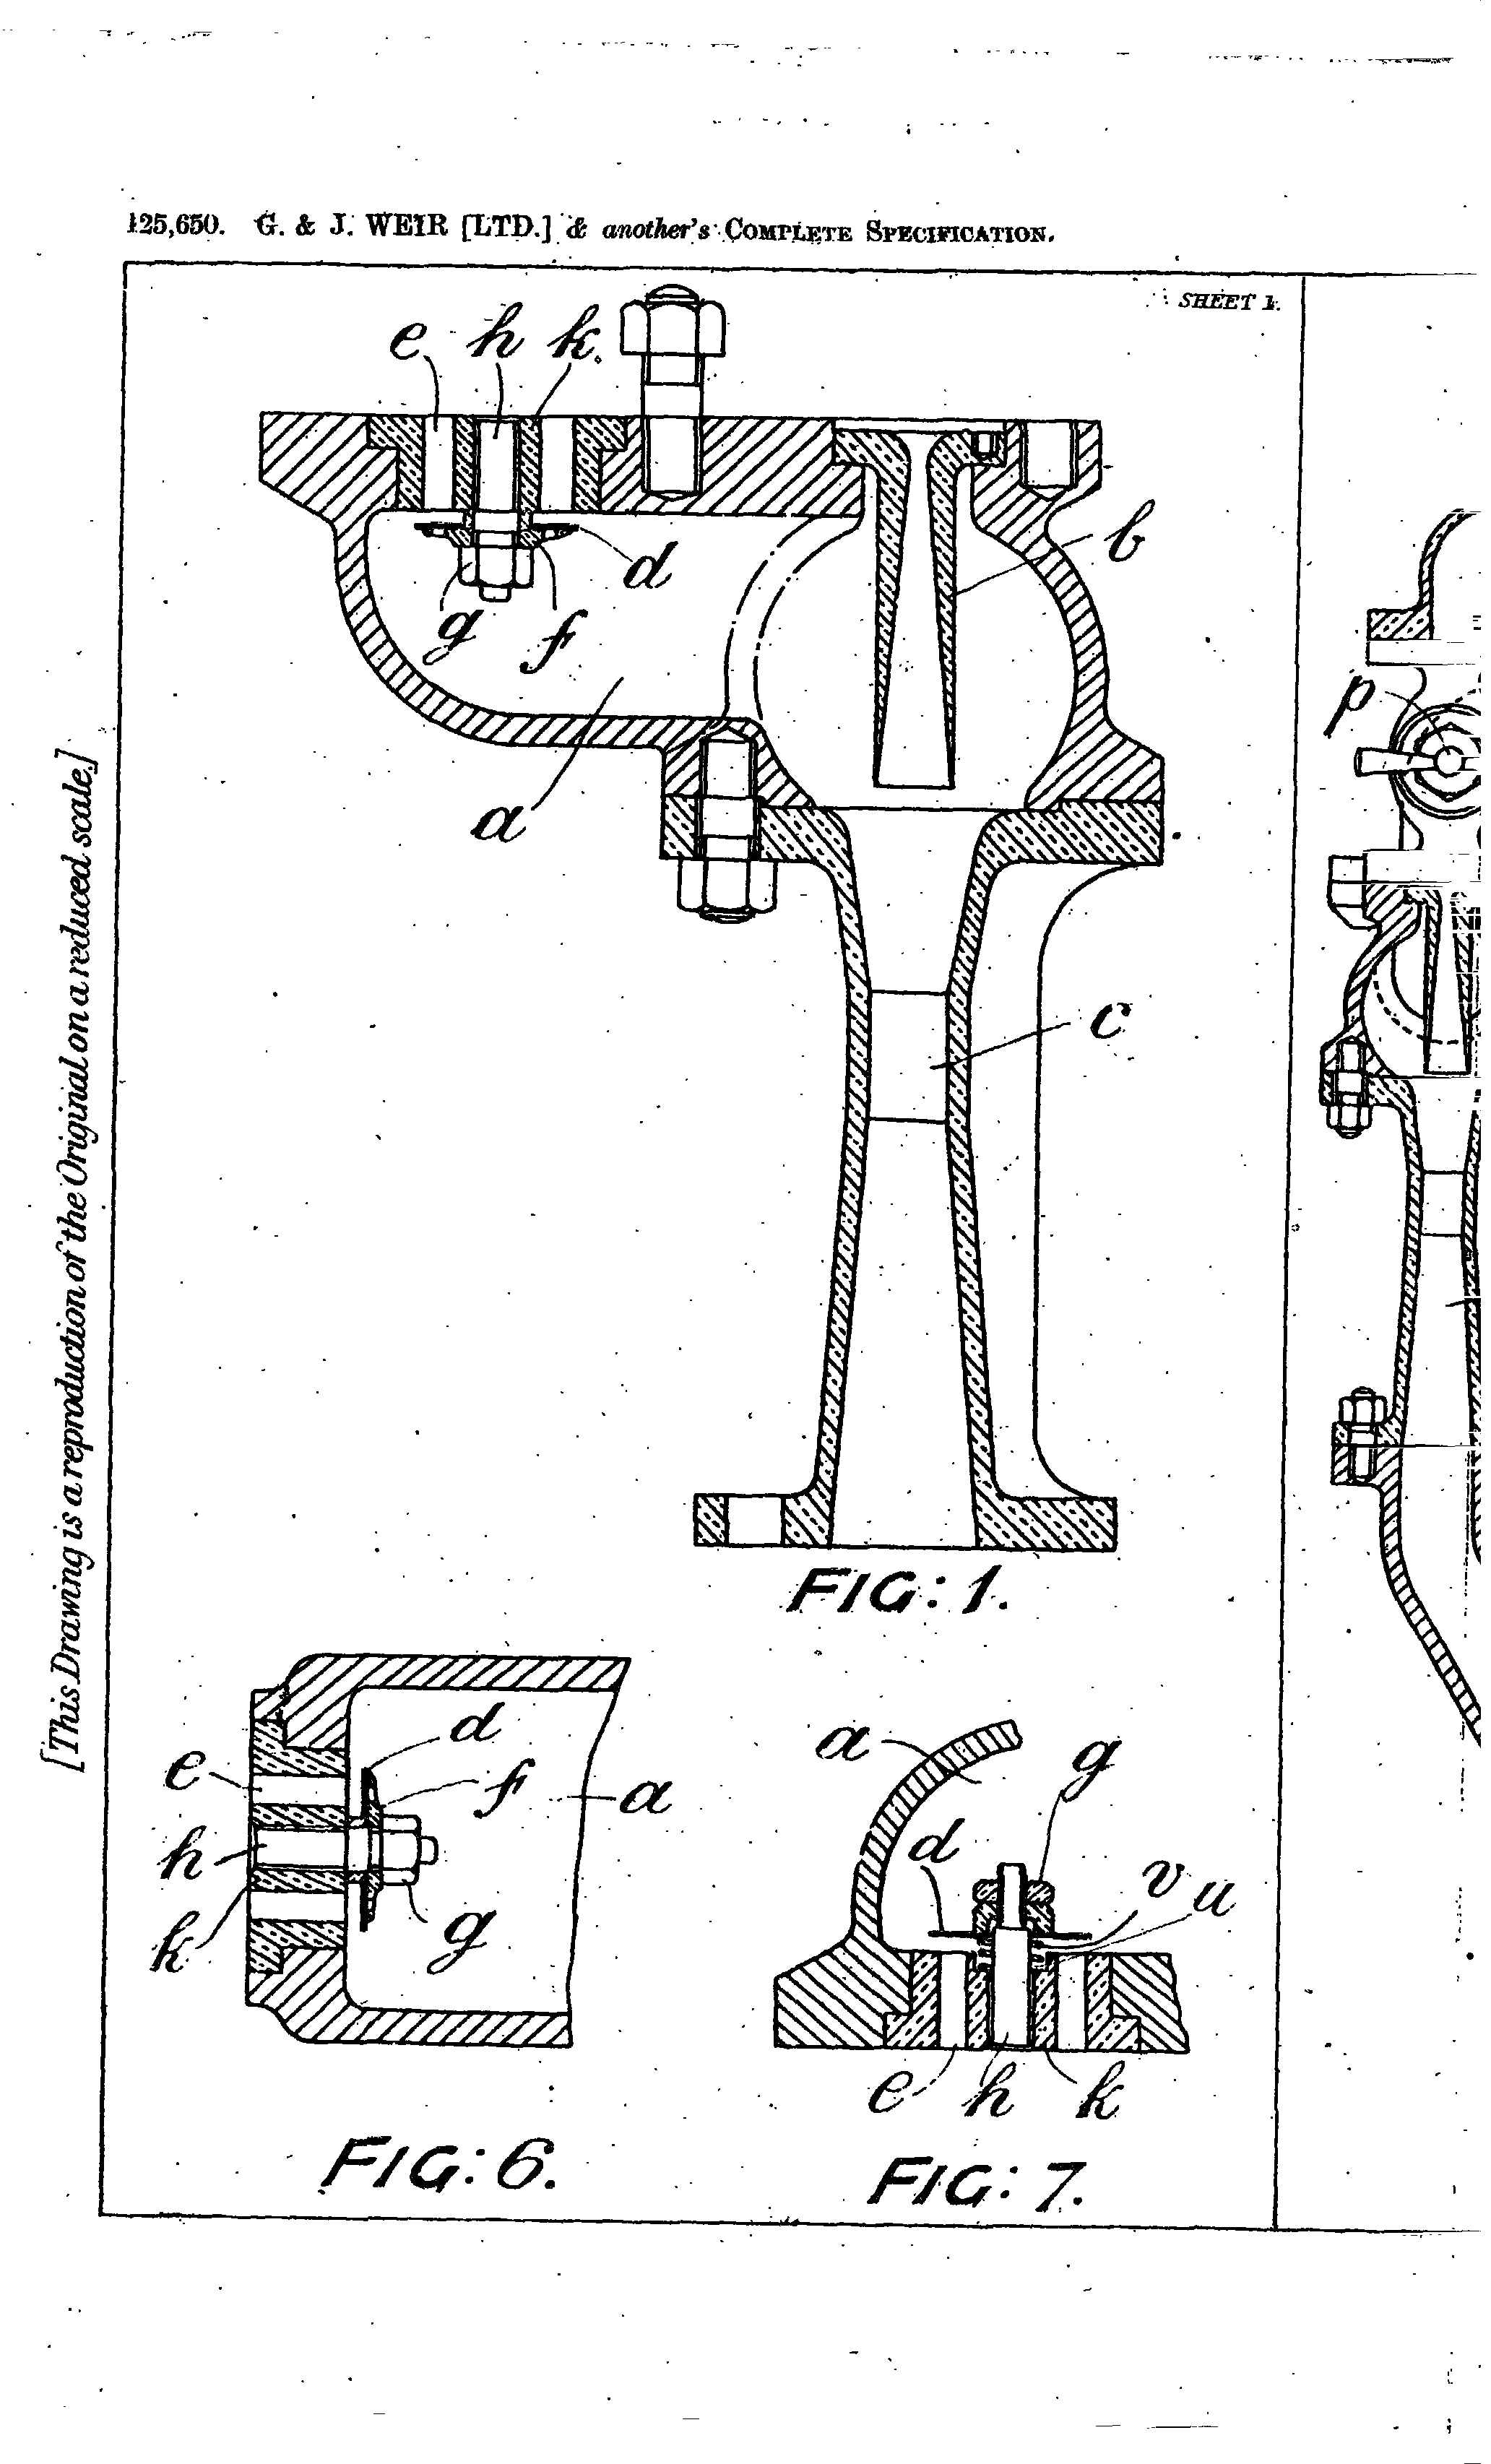 125,650. G. & J. WEIR [LTD.] & another's COMPLETE SPECIFICATION.
SHEET 1.
[This Drawing is a reproduction of the Original on a reduced scale.]
e h k
b
d
g f
a
c
p
FIG: 1.
d
e
f
a
h
g
k
FIG: 6.
a
g
d
v u
e h k
FIG: 7.